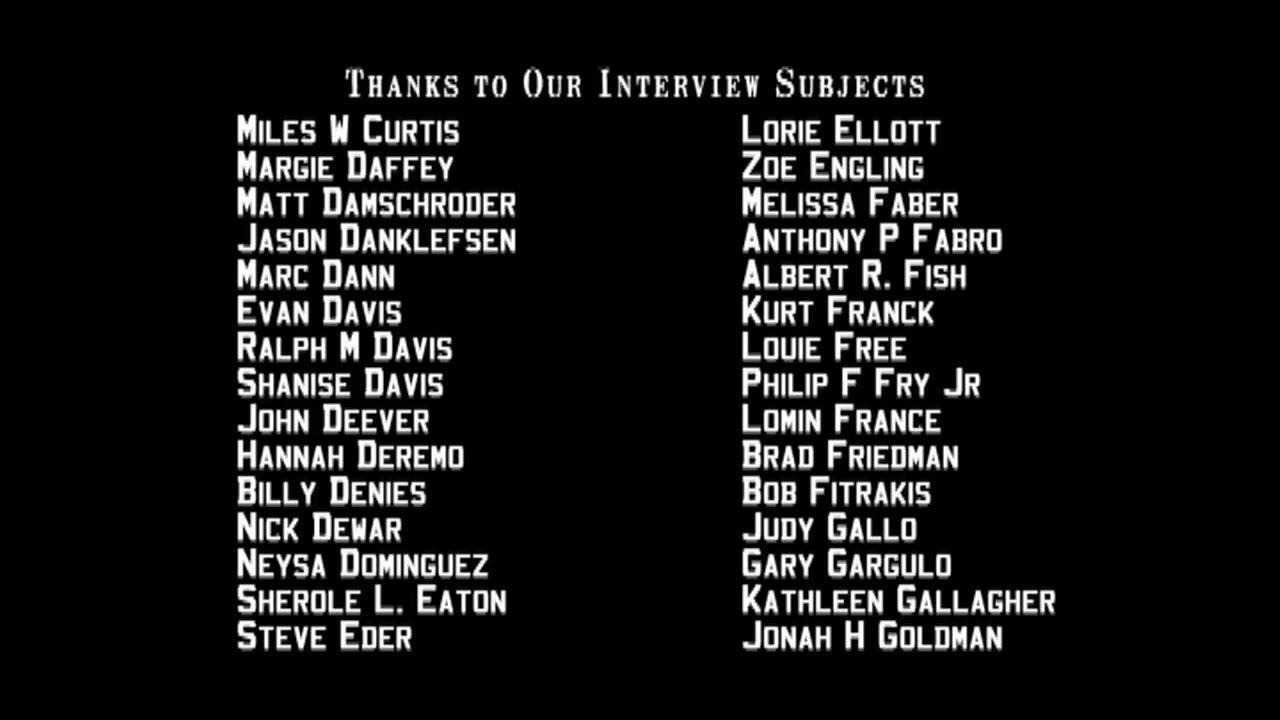 Thanks to Our Interview Subjects
Miles W Curtis
Margie Daffey
Matt Damschroder
Jason Danklefsen
Marc Dann
Evan Davis
Ralph M Davis
Shanise Davis
John Deever
Hannah Deremo
Billy Denies
Nick Dewar
Neysa Dominguez
Sherole L. Eaton
Steve Eder
Lorie Ellott
Zoe Engling
Melissa Faber
Anthony P Fabro
Albert R. Fish
Kurt Franck
Louie Free
Philip F Fry Jr
Lomin France
Brad Friedman
Bob Fitrakis
Judy Gallo
Gary Gargulo
Kathleen Gallagher
Jonah H Goldman